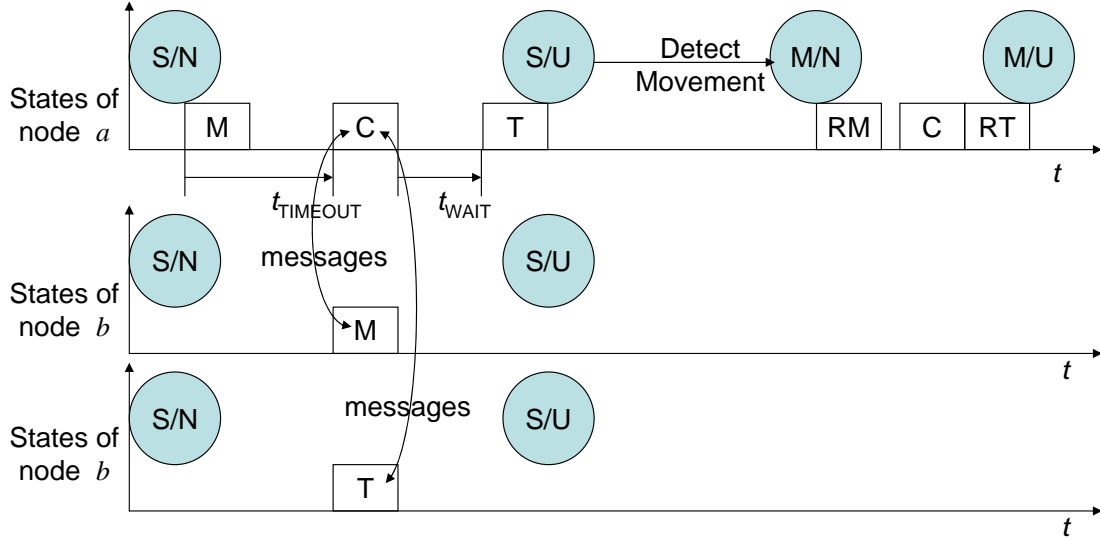 S/N S/U Detect Movement M/N M/U
States of node a
M C T RM C RT
t
tTIMEOUT tWAIT
S/N S/U
messages
States of node b
M
t
S/N S/U
messages
States of node b
T
t